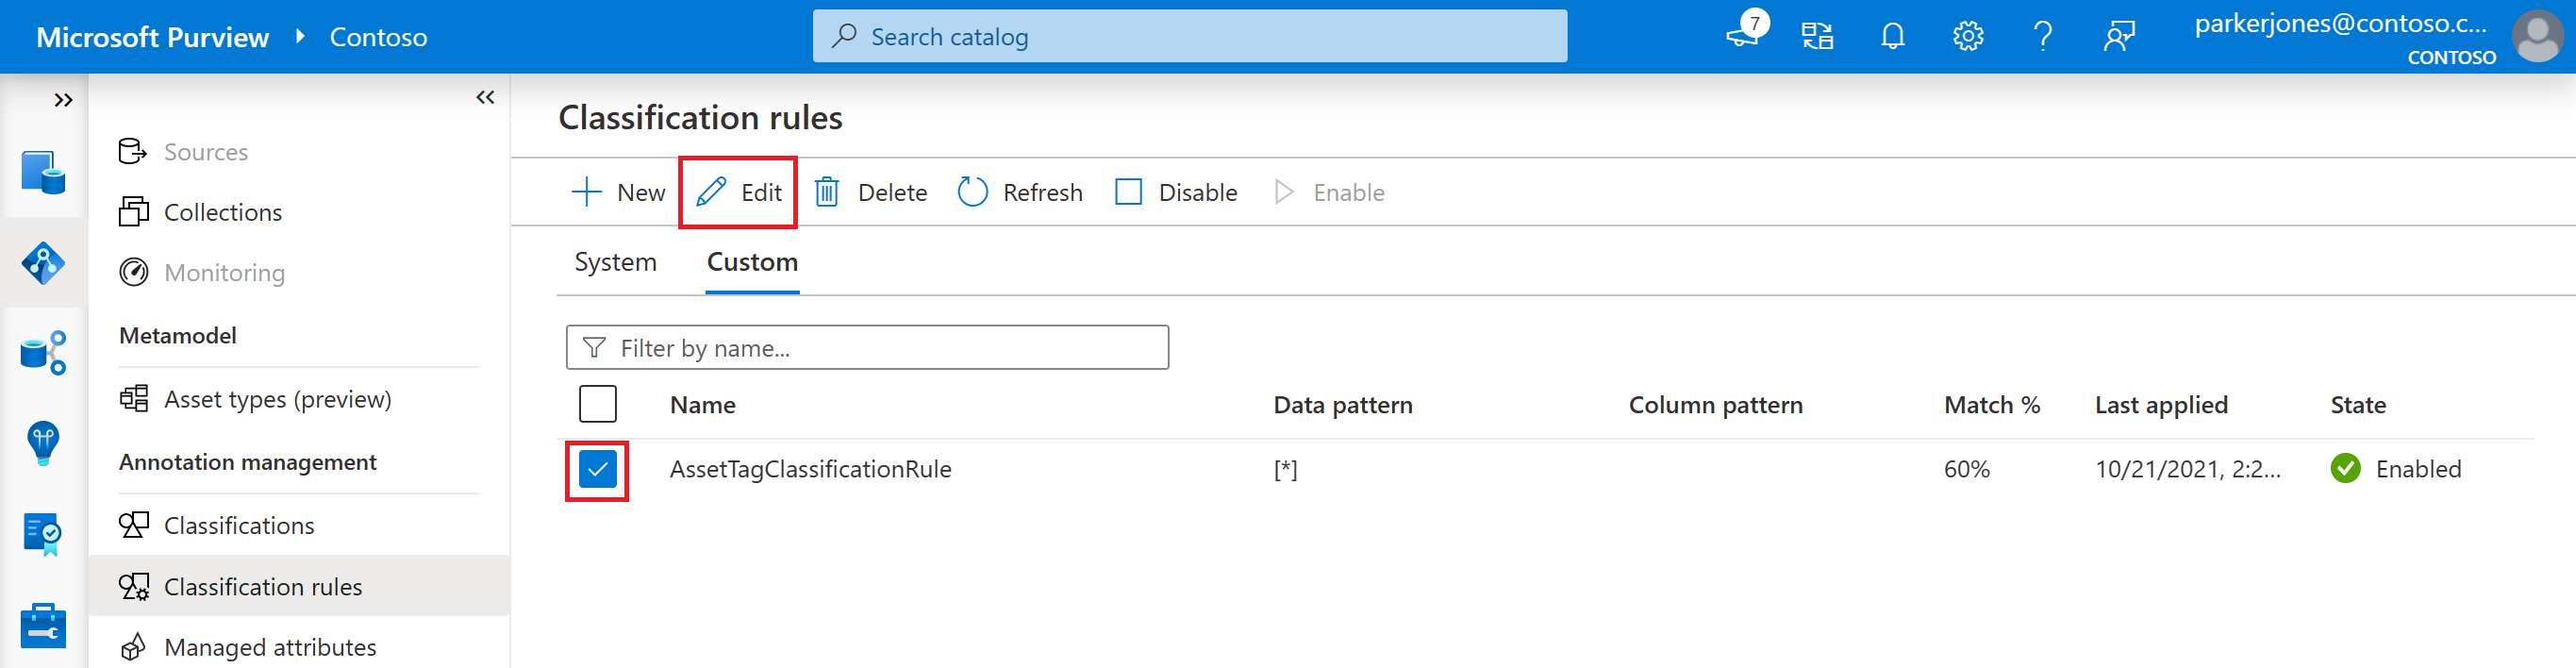 Microsoft Purview Contoso
Search catalog
7
parkerjones@contoso.c...
CONTOSO
Sources
Collections
Monitoring
Metamodel
Asset types (preview)
Annotation management
Classifications
Classification rules
Managed attributes
Classification rules
New Edit Delete Refresh Disable Enable
System Custom
Filter by name...
Name Data pattern Column pattern Match % Last applied State
AssetTagClassificationRule [*] 60% 10/21/2021, 2:2... Enabled